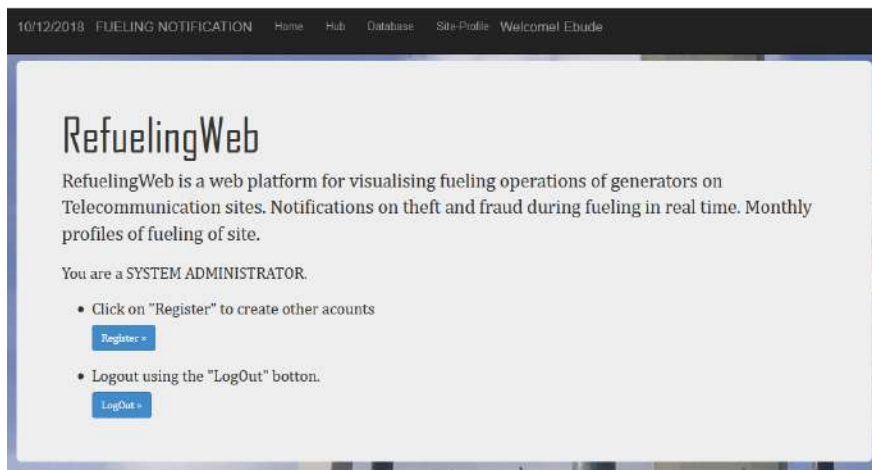 10/12/2018 FUELING NOTIFICATION Home Hub Database Site-Profile Welcome! Ebude
RefuelingWeb
RefuelingWeb is a web platform for visualising fueling operations of generators on
Telecommunication sites. Notifications on theft and fraud during fueling in real time. Monthly
profiles of fueling of site.
You are a SYSTEM ADMINISTRATOR.
• Click on "Register" to create other acounts
Register »
• Logout using the "LogOut" botton.
LogOut »